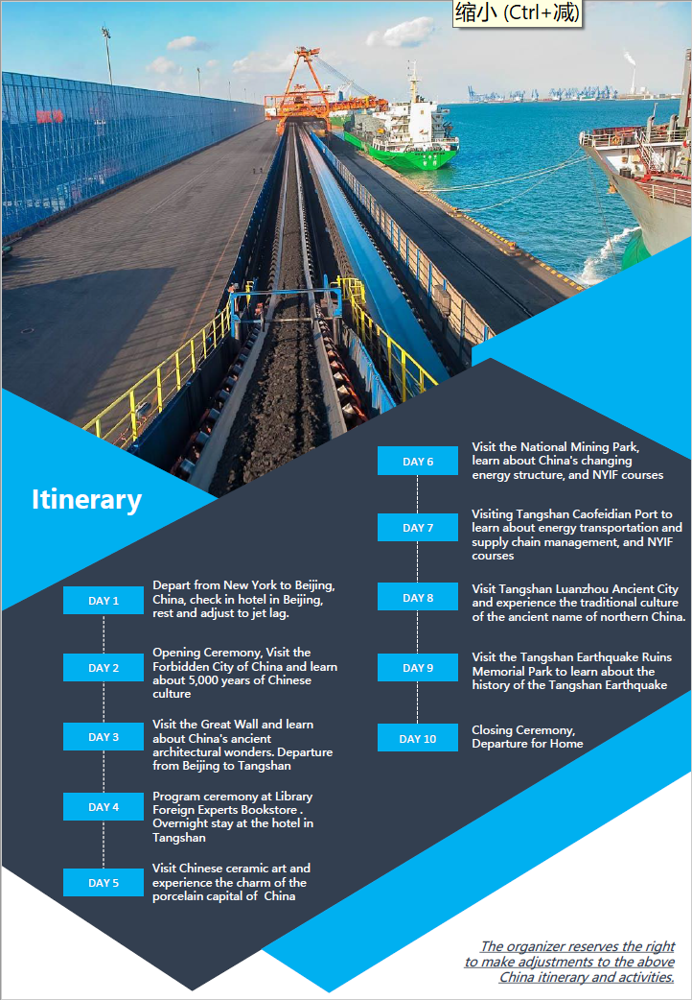 缩小 (Ctrl+减)
Itinerary
DAY 1
Depart from New York to Beijing,
China, check in hotel in Beijing,
rest and adjust to jet lag.
DAY 2
Opening Ceremony, Visit the
Forbidden City of China and learn
about 5,000 years of Chinese
culture
DAY 3
Visit the Great Wall and learn
about China's ancient
architectural wonders. Departure
from Beijing to Tangshan
DAY 4
Program ceremony at Library
Foreign Experts Bookstore .
Overnight stay at the hotel in
Tangshan
DAY 5
Visit Chinese ceramic art and
experience the charm of the
porcelain capital of China
DAY 6
Visit the National Mining Park,
learn about China's changing
energy structure, and NYIF courses
DAY 7
Visiting Tangshan Caofeidian Port to
learn about energy transportation and
supply chain management, and NYIF
courses
DAY 8
Visit Tangshan Luanzhou Ancient City
and experience the traditional culture
of the ancient name of northern China.
DAY 9
Visit the Tangshan Earthquake Ruins
Memorial Park to learn about the
history of the Tangshan Earthquake
DAY 10
Closing Ceremony,
Departure for Home
The organizer reserves the right
to make adjustments to the above
China itinerary and activities.